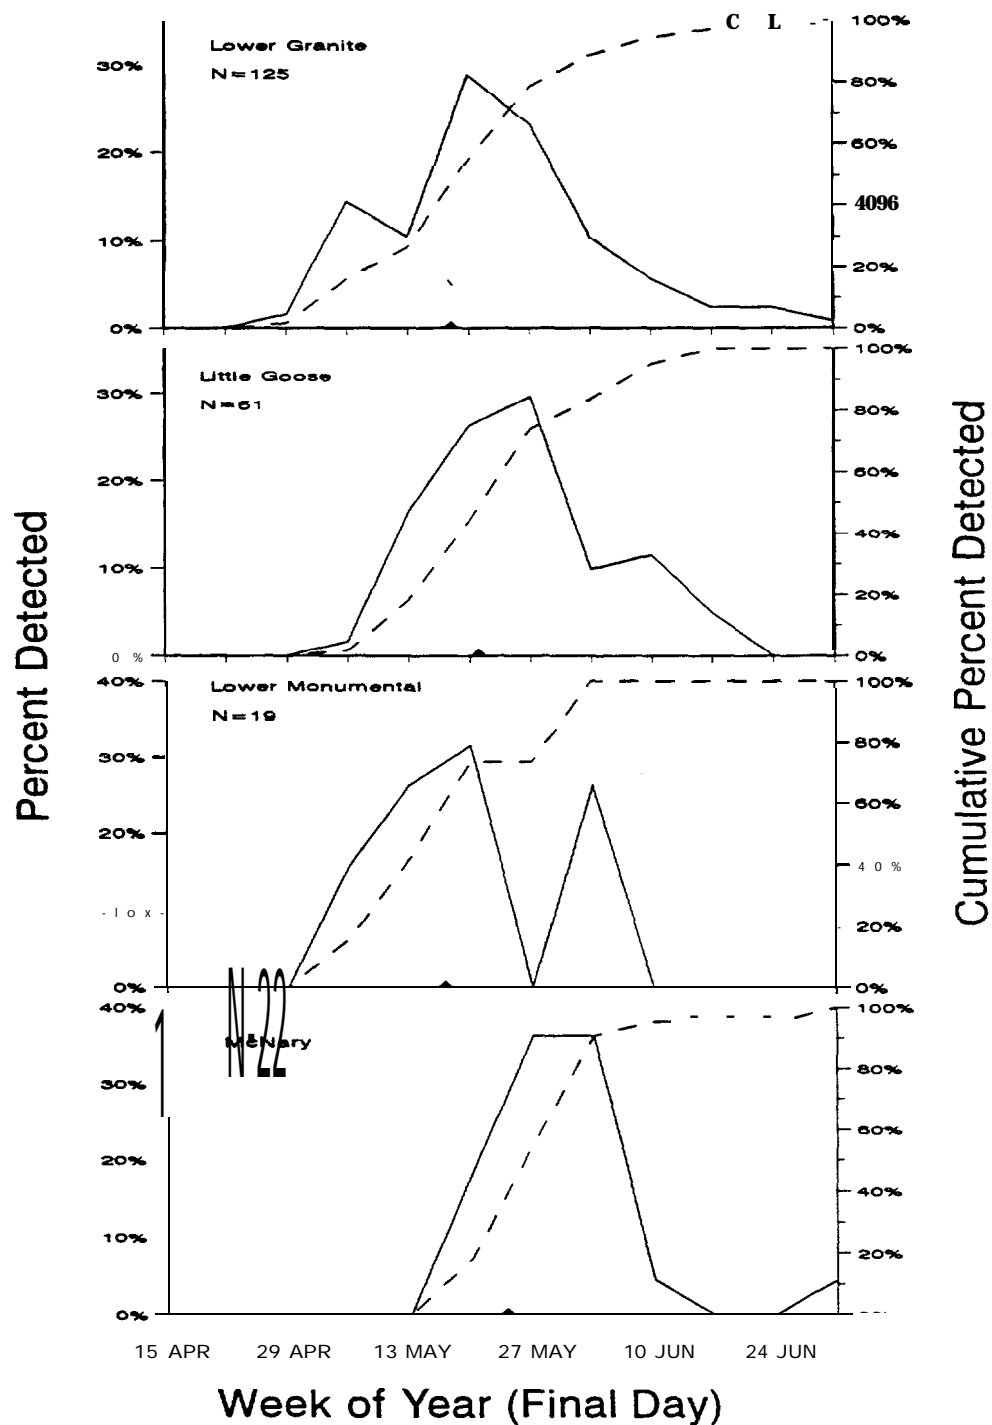 C L - - 100%
Lower Granite
30%
N=125
80%
20%
60%
4096
10%
20%
0% 0%
100%
Little Goose
30%
N=61
80%
60%
20%
40%
10%
20%
0 % 0%
40% Lower Monumental 100%
N=19
30% 80%
60%
20%
40%
- l o x -
20%
0% 0%
N=22
40% 100%
McNary
30% 80%
60%
20%
40%
10%
20%
0%
15 APR 29 APR 13 MAY 27 MAY 10 JUN 24 JUN
Week of Year (Final Day)
Percent Detected
Cumulative Percent Detected